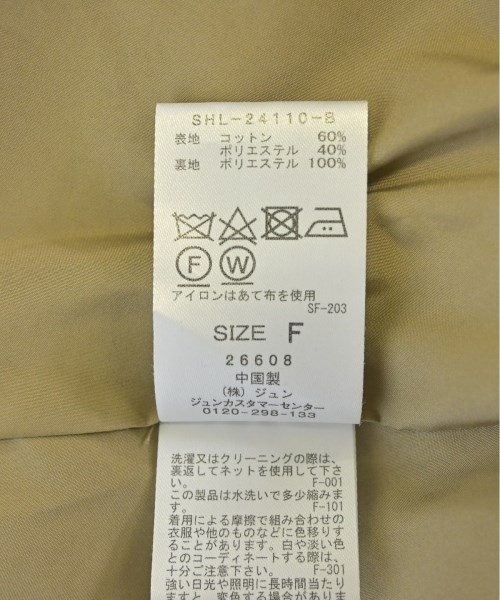 SHL-2411C-B
表地 コットン 60%
ポリエステル 40%
裏地 ポリエステル 100%
F W
アイロンはあて布を使用
SF-203
SIZE F
26608
中国製
(株) ジュン
ジュンカスタマーセンター
0120-298-133
洗濯又はクリーニングの際は、
裏返してネットを使用して下さ
い。 F-001
この製品は水洗いで多少縮みま
す。 F-101
着用による摩擦で組み合わせの
衣服や他のものなどに色移りす
ることがあります。白や淡い色
とのコーディネートする際は、
十分ご注意下さい。 F-301
強い日光や照明に長時間当たり
ますと、変色する場合がありま